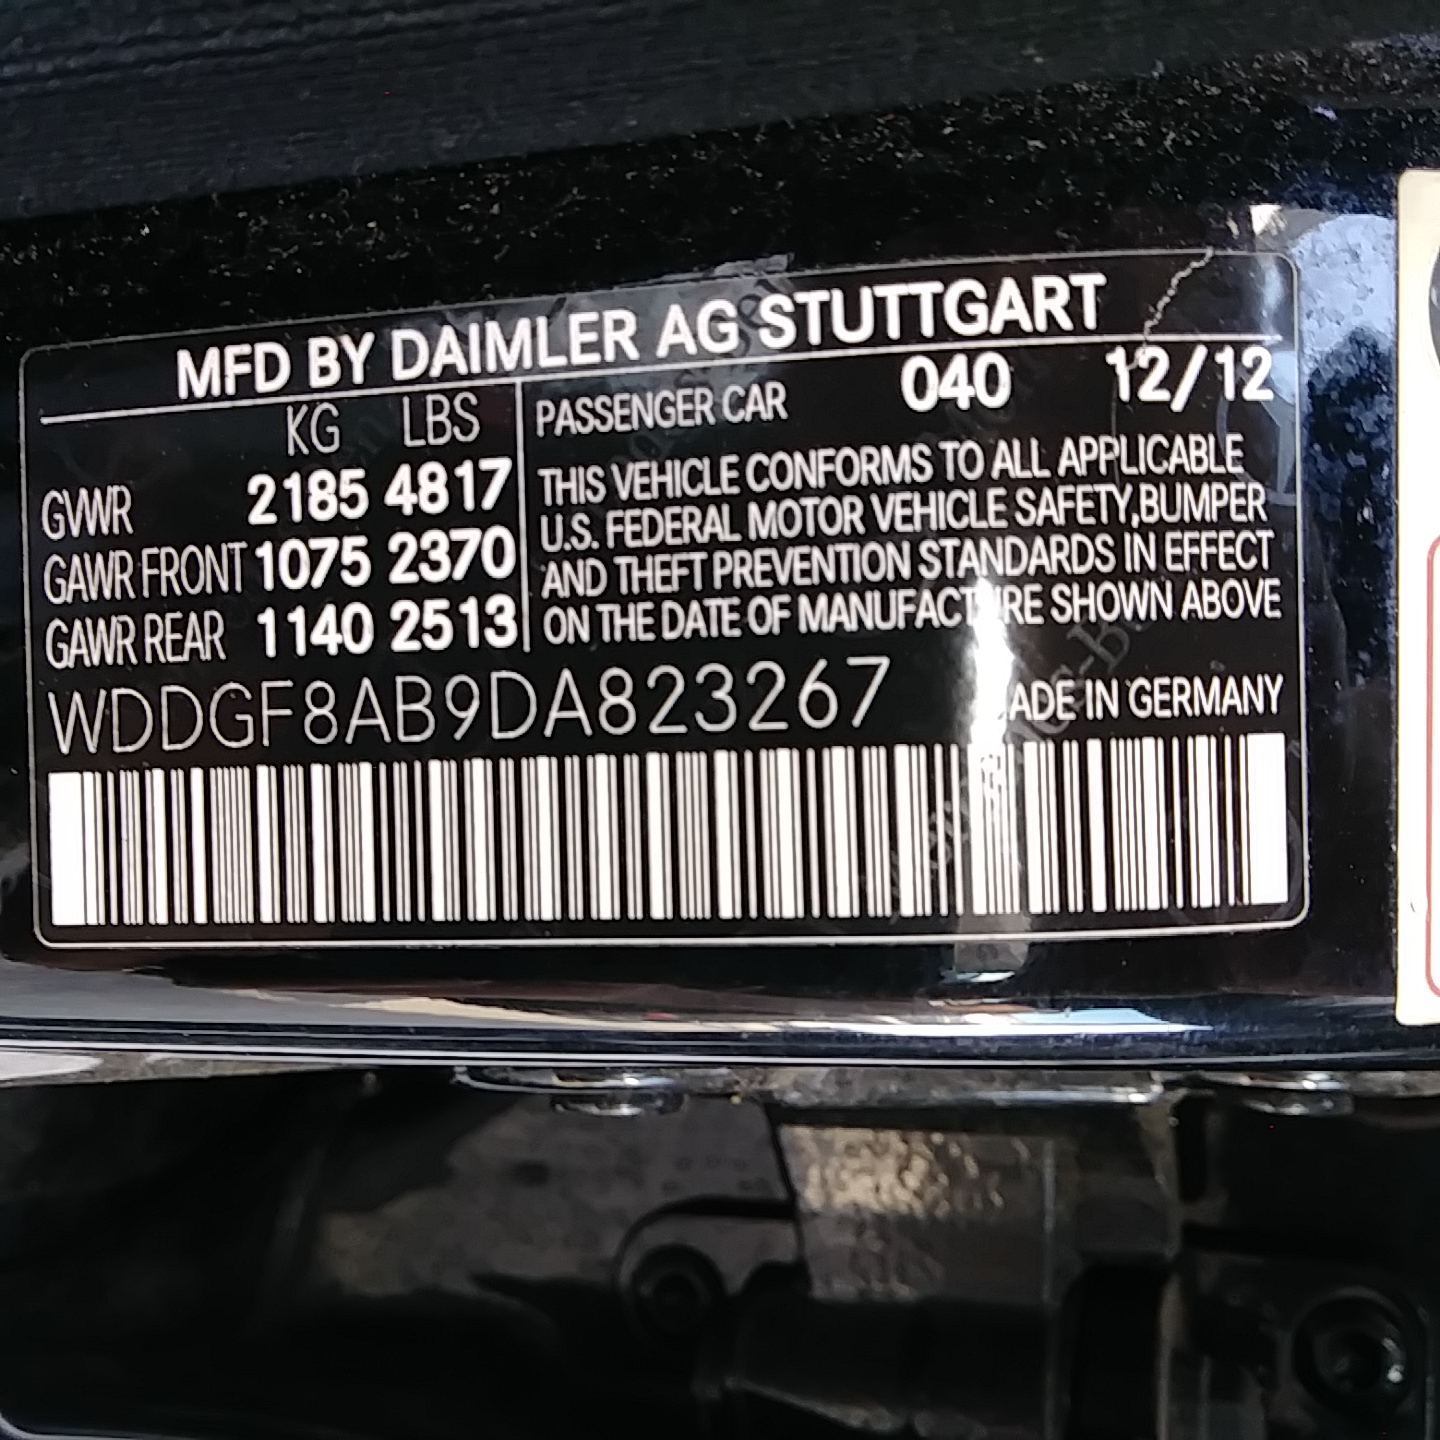 MFD BY DAIMLER AG STUTTGART
KG LBS
GVWR 2185 4817
GAWR FRONT 1075 2370
GAWR REAR 1140 2513
PASSENGER CAR 040 12/12
THIS VEHICLE CONFORMS TO ALL APPLICABLE
U.S. FEDERAL MOTOR VEHICLE SAFETY,BUMPER
AND THEFT PREVENTION STANDARDS IN EFFECT
ON THE DATE OF MANUFACTURE SHOWN ABOVE
WDDGF8AB9DA823267 MADE IN GERMANY